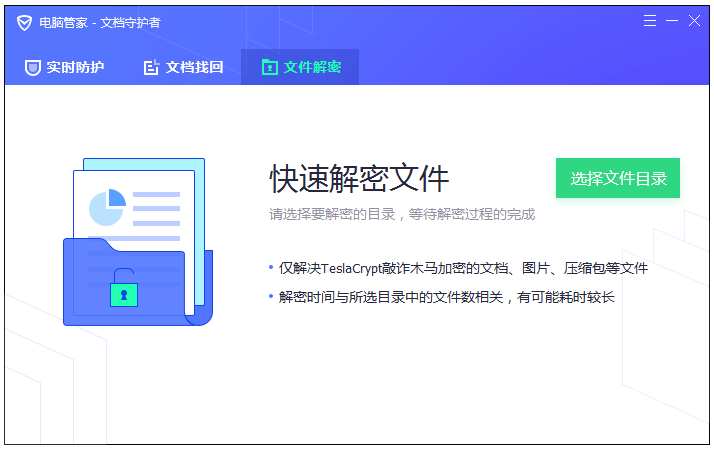 电脑管家 - 文档守护者
实时防护 文档找回 文件解密
快速解密文件
选择文件目录
请选择要解密的目录，等待解密过程的完成
仅解决TeslaCrypt敲诈木马加密的文档、图片、压缩包等文件
解密时间与所选目录中的文件数相关，有可能耗时较长